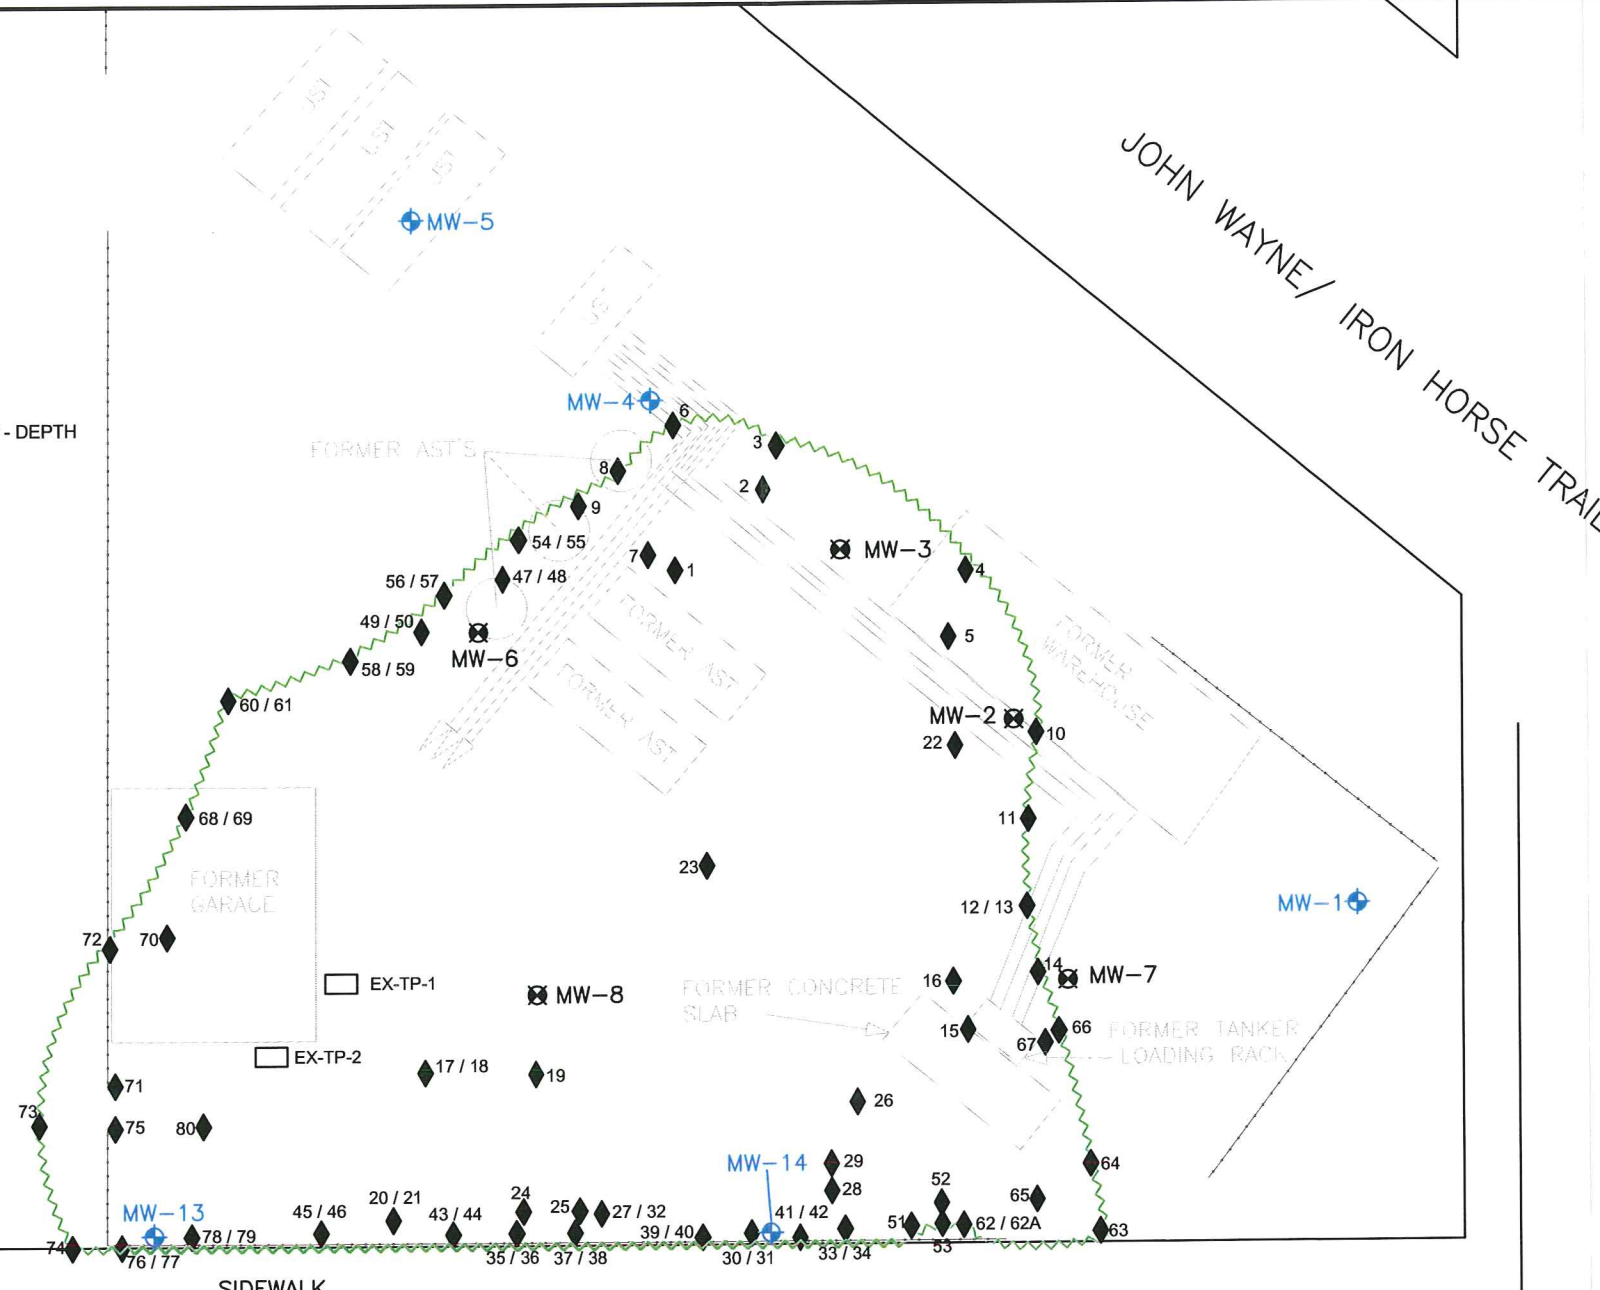 UST
UST
UST
MW-5
JOHN WAYNE/ IRON HORSE TRAIL
UST
MW-4
6
- DEPTH
FORMER AST'S
3
8
2
9
54 / 55
MW-3
7
1
4
47 / 48
56 / 57
49 / 50
5
MW-6
58 / 59
FORMER AST
FORMER
WAREHOUSE
60 / 61
FORMER AST
MW-2
10
22
68 / 69
11
23
FORMER
GARAGE
MW-1
12 / 13
72
70
14
MW-7
EX-TP-1
MW-8
16
FORMER CONCRETE
SLAB
15
66
FORMER TANKER
LOADING RACK
67
EX-TP-2
17 / 18
19
71
26
73
75
80
MW-14
29
64
28
52
65
24
25
27 / 32
20 / 21
45 / 46
43 / 44
MW-13
41 / 42
51
62 / 62A
63
78 / 79
39 / 40
53
74
76 / 77
35 / 36
37 / 38
30 / 31
33 / 34
SIDEWALK